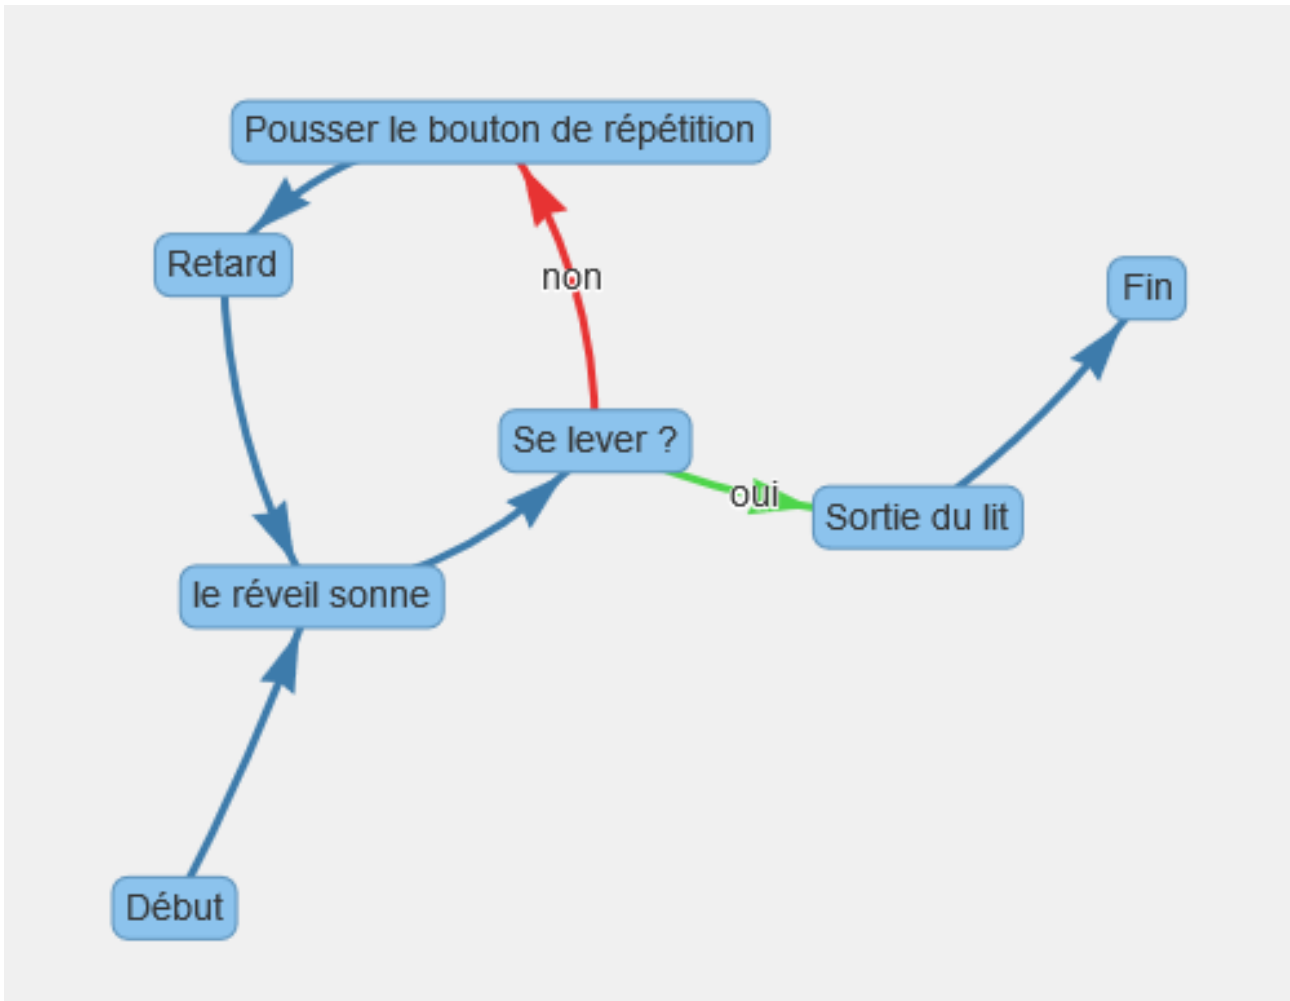 Pousser le bouton de répétition
Retard
non
Fin
Se lever ?
oui
Sortie du lit
le réveil sonne
Début